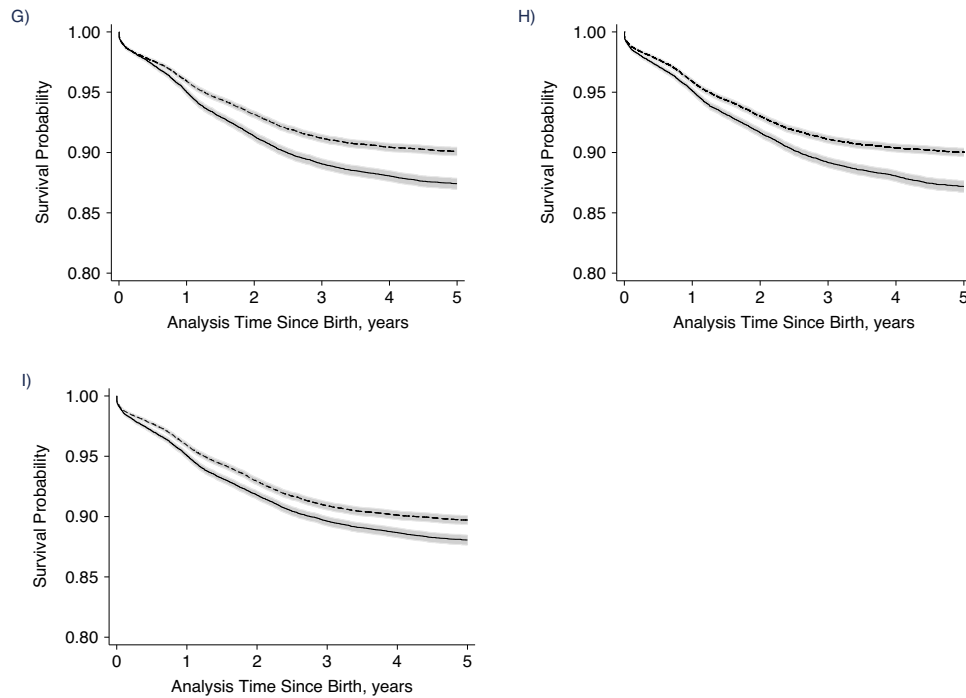 G)
1.00
0.95
0.90
0.85
0.80
Survival Probability
0 1 2 3 4 5
Analysis Time Since Birth, years
H)
1.00
0.95
0.90
0.85
0.80
Survival Probability
0 1 2 3 4 5
Analysis Time Since Birth, years
I)
1.00
0.95
0.90
0.85
0.80
Survival Probability
0 1 2 3 4 5
Analysis Time Since Birth, years